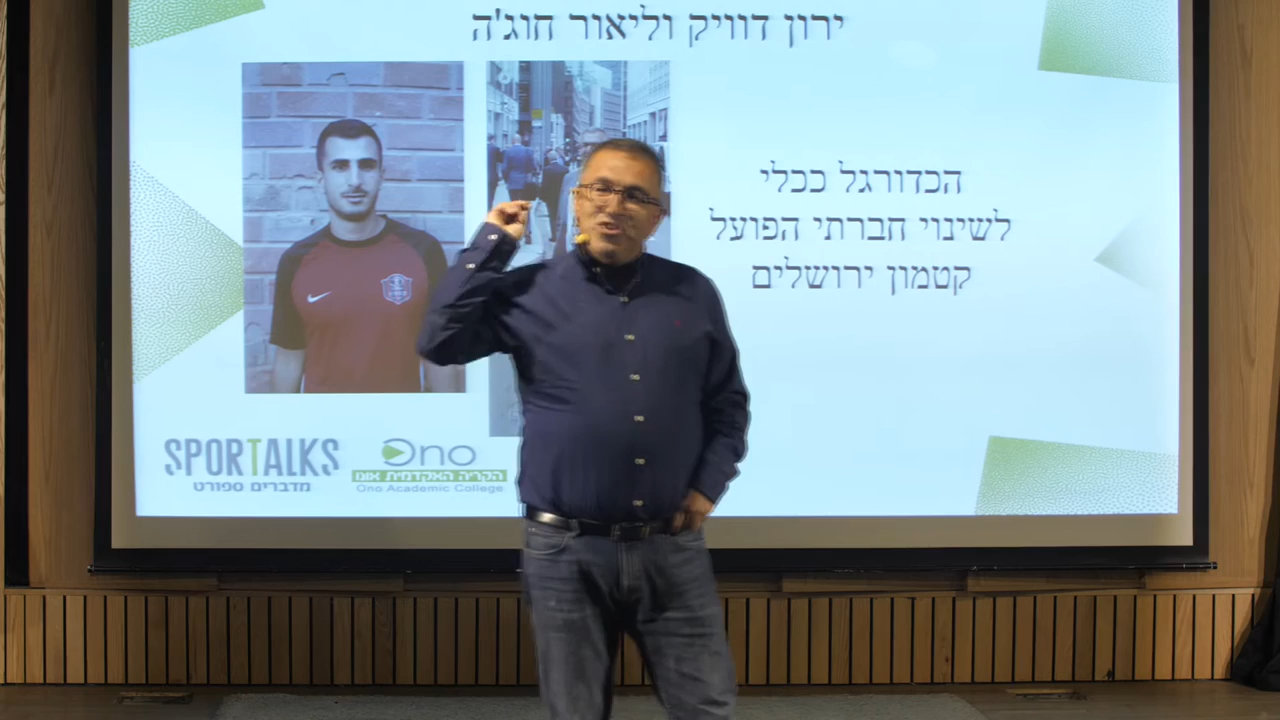 ירון דוויק וליאור חוג'ה
הכדורגל ככלי
לשינוי חברתי הפועל
קטמון ירושלים
SPORTALKS
מדברים ספורט
Ono
הקריה האקדמית אונו
Ono Academic College